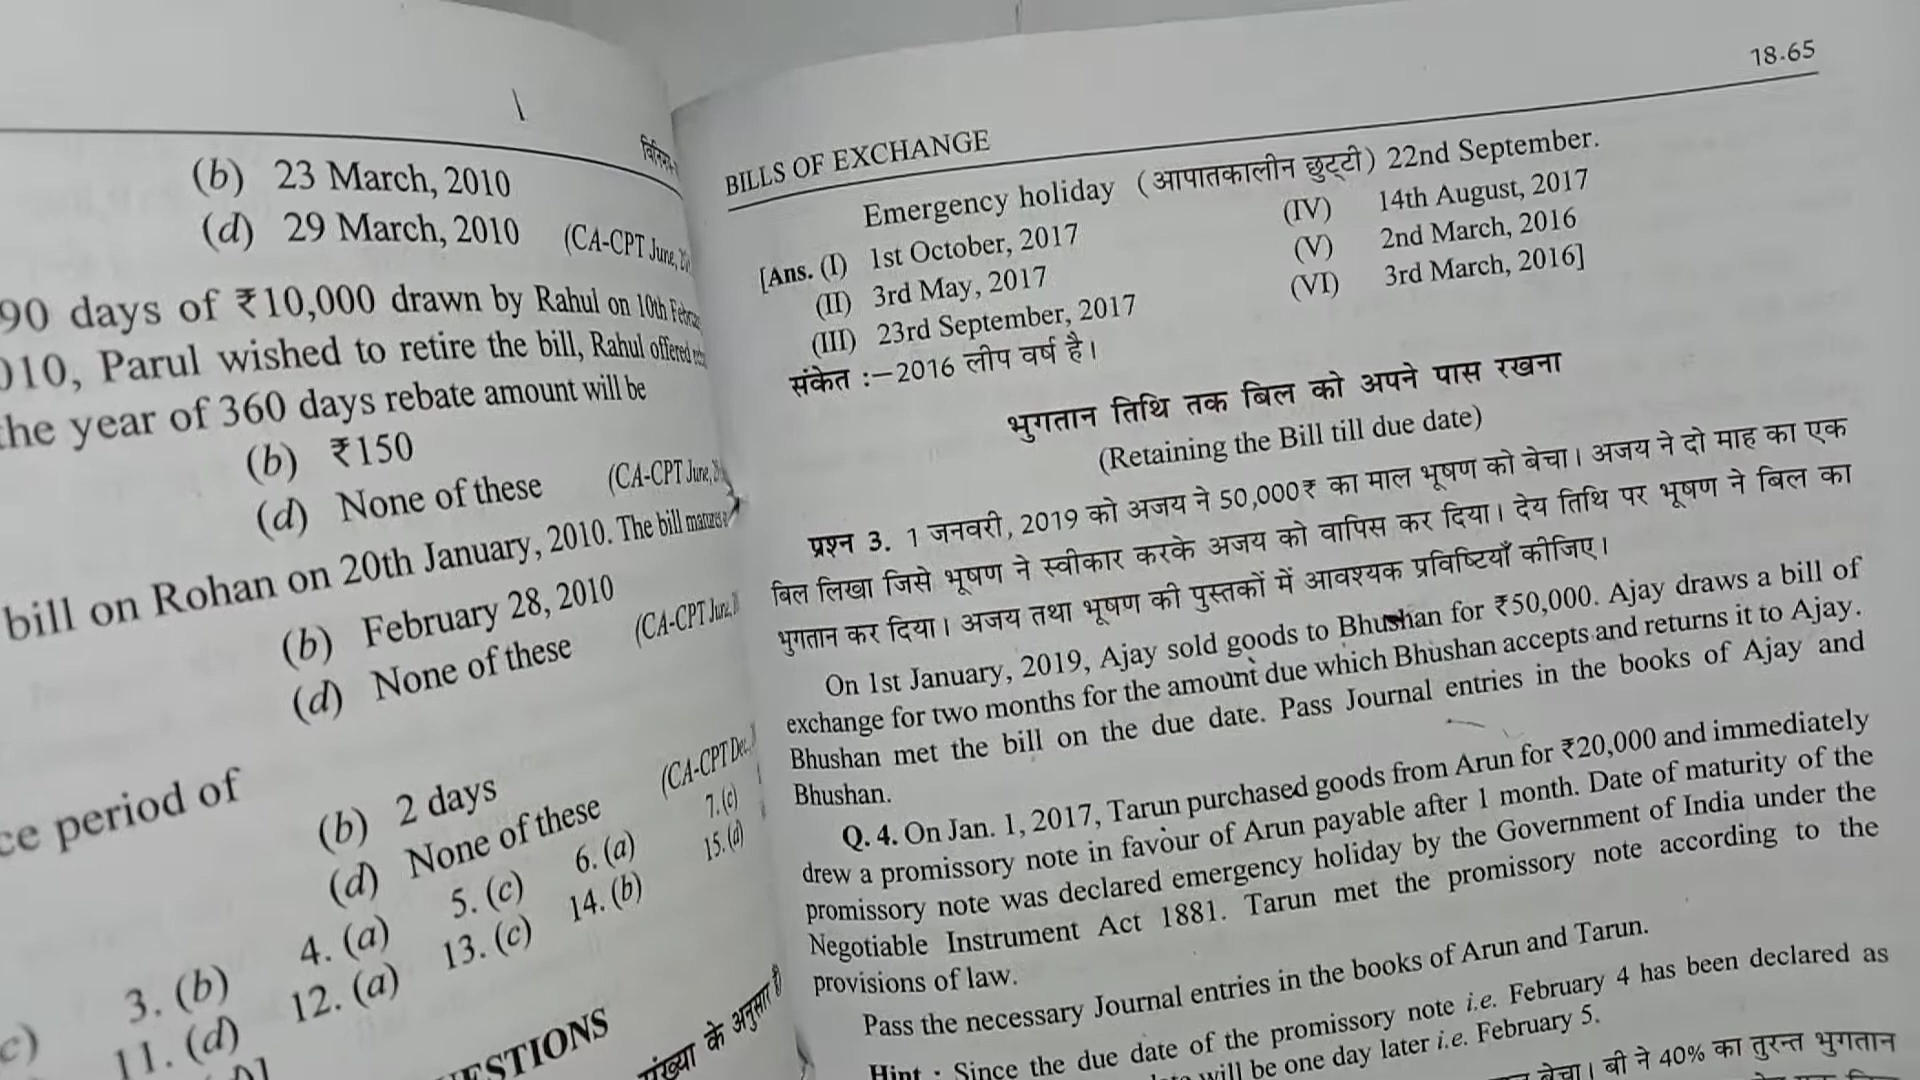 (b) 23 March, 2010
(d) 29 March, 2010 (CA-CPT June,
90 days of ₹10,000 drawn by Rahul on 10th
010, Parul wished to retire the bill, Rahul offered
the year of 360 days rebate amount will be
(b) ₹150
(d) None of these (CA-CPT June,
bill on Rohan on 20th January, 2010. The bill matures
(b) February 28, 2010
(d) None of these (CA-CPT
ce period of
(b) 2 days
(d) None of these (CA-CPT
4. (a) 5. (c) 6. (a) 7. (c)
3. (b)
11. (d) 12. (a) 13. (c) 14. (b) 15. (d)
c)
ESTIONS
संख्या के अनुसार
18.65
BILLS OF EXCHANGE
Emergency holiday (आपातकालीन छुट्टी) 22nd September.
[Ans. (I) 1st October, 2017 (IV) 14th August, 2017
(II) 3rd May, 2017 (V) 2nd March, 2016
(III) 23rd September, 2017 (VI) 3rd March, 2016]
संकेत :–2016 लीप वर्ष है।
भुगतान तिथि तक बिल को अपने पास रखना
(Retaining the Bill till due date)
प्रश्न 3. 1 जनवरी, 2019 को अजय ने 50,000₹ का माल भूषण को बेचा। अजय ने दो माह का एक
बिल लिखा जिसे भूषण ने स्वीकार करके अजय को वापिस कर दिया। देय तिथि पर भूषण ने बिल का
भुगतान कर दिया। अजय तथा भूषण की पुस्तकों में आवश्यक प्रविष्टियाँ कीजिए।
On 1st January, 2019, Ajay sold goods to Bhushan for ₹50,000. Ajay draws a bill of
exchange for two months for the amount due which Bhushan accepts and returns it to Ajay.
Bhushan met the bill on the due date. Pass Journal entries in the books of Ajay and
Bhushan.
Q. 4. On Jan. 1, 2017, Tarun purchased goods from Arun for ₹20,000 and immediately
drew a promissory note in favour of Arun payable after 1 month. Date of maturity of the
promissory note was declared emergency holiday by the Government of India under the
Negotiable Instrument Act 1881. Tarun met the promissory note according to the
provisions of law.
Pass the necessary Journal entries in the books of Arun and Tarun.
Hint : Since the due date of the promissory note i.e. February 4 has been declared as
will be one day later i.e. February 5.
बेचा। बी ने 40% का तुरन्त भुगतान